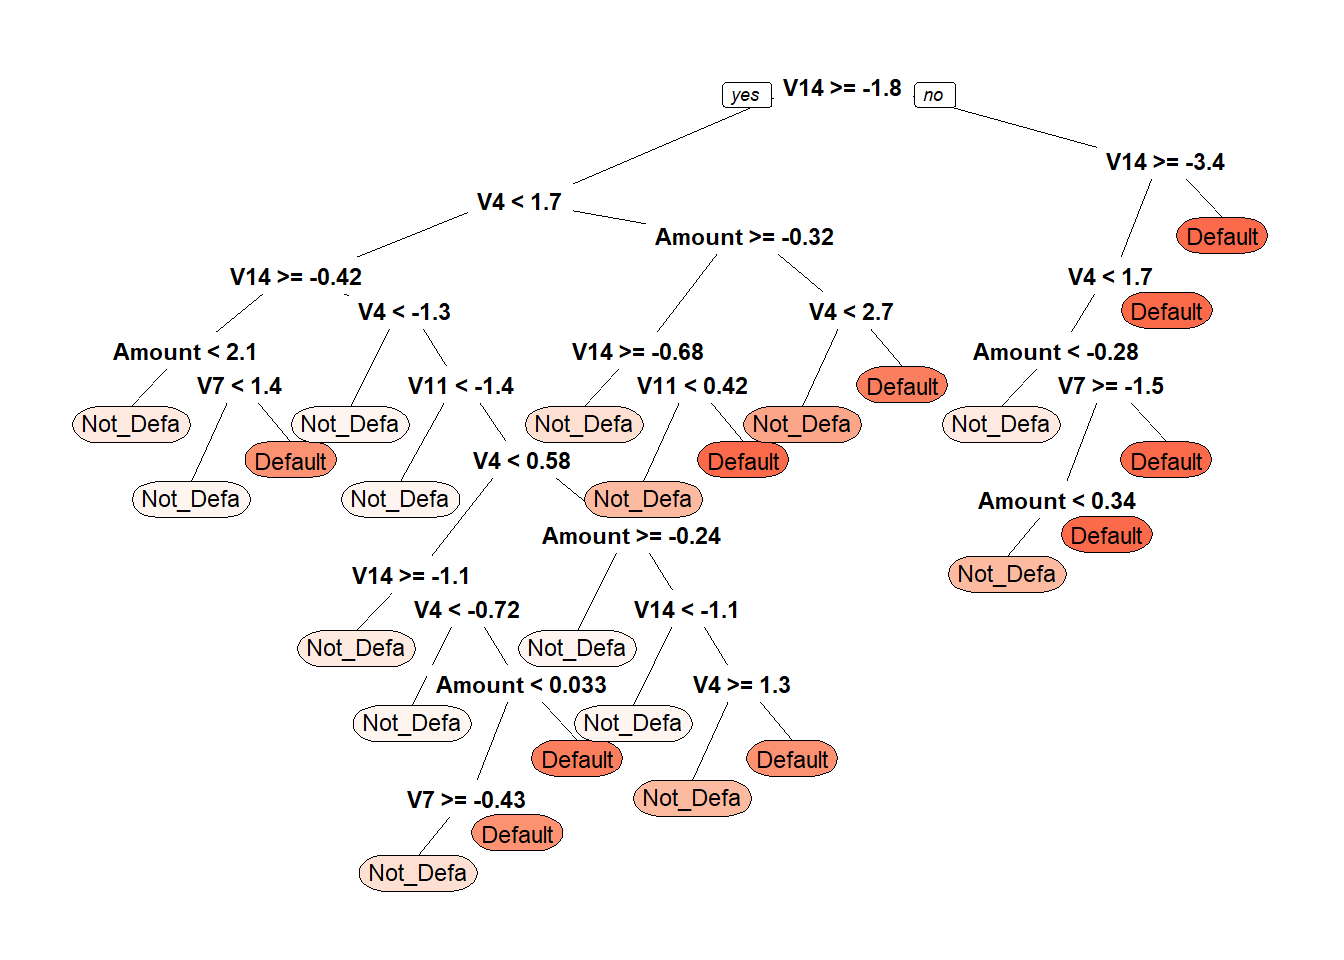 yes
V14 >= -1.8
no
V14 >= -3.4
V4 < 1.7
Default
Amount >= -0.32
V14 >= -0.42
V4 < 1.7
V4 < -1.3
V4 < 2.7
Default
Amount < 2.1
V14 >= -0.68
Amount < -0.28
V7 < 1.4
V11 < -1.4
V11 < 0.42
Default
V7 >= -1.5
Not_Defa
Not_Defa
Not_Defa
Not_Defa
Not_Defa
Default
V4 < 0.58
Default
Default
Not_Defa
Not_Defa
Not_Defa
Amount < 0.34
Amount >= -0.24
Default
V14 >= -1.1
Not_Defa
V4 < -0.72
V14 < -1.1
Not_Defa
Not_Defa
Amount < 0.033
V4 >= 1.3
Not_Defa
Not_Defa
Default
Default
V7 >= -0.43
Not_Defa
Default
Not_Defa